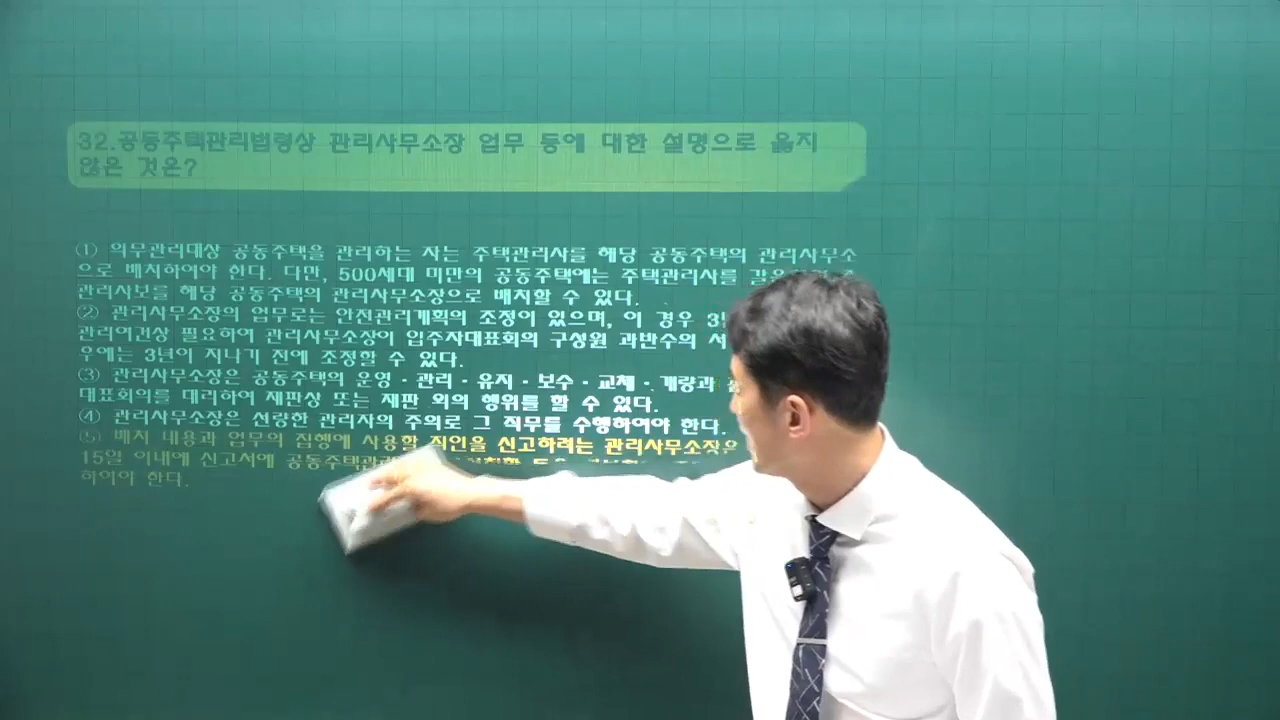 32.공동주택관리법령상 관리사무소장 업무 등에 대한 설명으로 옳지
않은 것은?
① 의무관리대상 공동주택을 관리하는 자는 주택관리사를 해당 공동주택의 관리사무소
으로 배치하여야 한다. 다만, 500세대 미만의 공동주택에는 주택관리사를
관리사보를 해당 공동주택의 관리사무소장으로 배치할 수 있다.
② 관리사무소장의 업무로는 안전관리계획의 조정이 있으며, 이 경우
관리여건상 필요하여 관리사무소장이 입주자대표회의 구성원 과반수의
우에는 3년이 지나기 전에 조정할 수 있다.
③ 관리사무소장은 공동주택의 운영 · 관리 · 유지 · 보수 · 교체 · 개량과
대표회의를 대리하여 재판상 또는 재판 외의 행위를 할 수 있다.
④ 관리사무소장은 선량한 관리자의 주의로 그 직무를 수행하여야 한다.
⑤ 배치 내용과 업무의 집행에 사용할 직인을 신고하려는 관리사무소장은
15일 이내에 신고서에
하여야 한다.